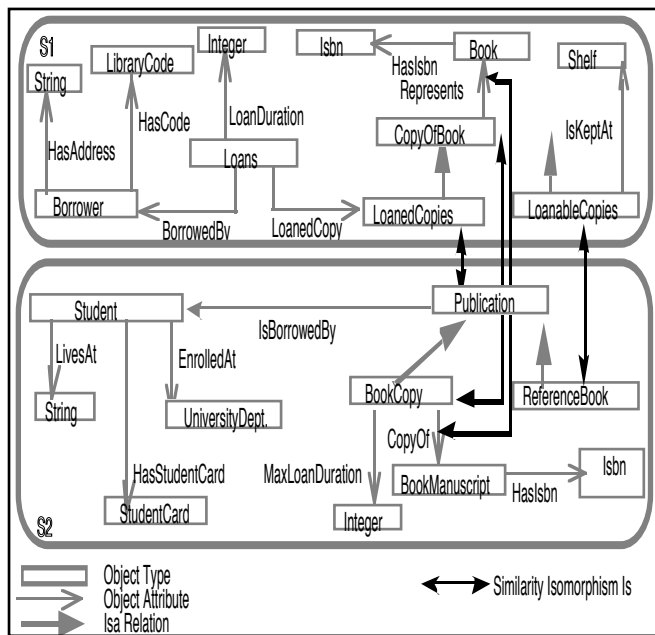 S1
Integer
Isbn
Book
HasIsbn
Shelf
LibraryCode
String
Represents
LoanDuration
HasCode
CopyOfBook
IsKeptAt
HasAddress
Loans
Borrower
BorrowedBy
LoanedCopy
LoanedCopies
LoanableCopies
Student
Publication
IsBorrowedBy
LivesAt
EnrolledAt
BookCopy
ReferenceBook
String
UniversityDept.
CopyOf
HasStudentCard
MaxLoanDuration
BookManuscript
HasIsbn
Isbn
StudentCard
Integer
S2
Object Type
Object Attribute
Isa Relation
Similarity Isomorphism Is